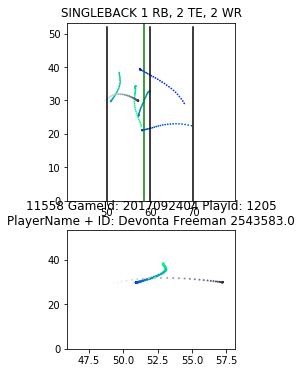 SINGLEBACK 1 RB, 2 TE, 2 WR
50
40
30
20
10
0
50 60 70
11558 GameId: 2017092404 PlayId: 1205
PlayerName + ID: Devonta Freeman 2543583.0
40
20
0
47.5 50.0 52.5 55.0 57.5